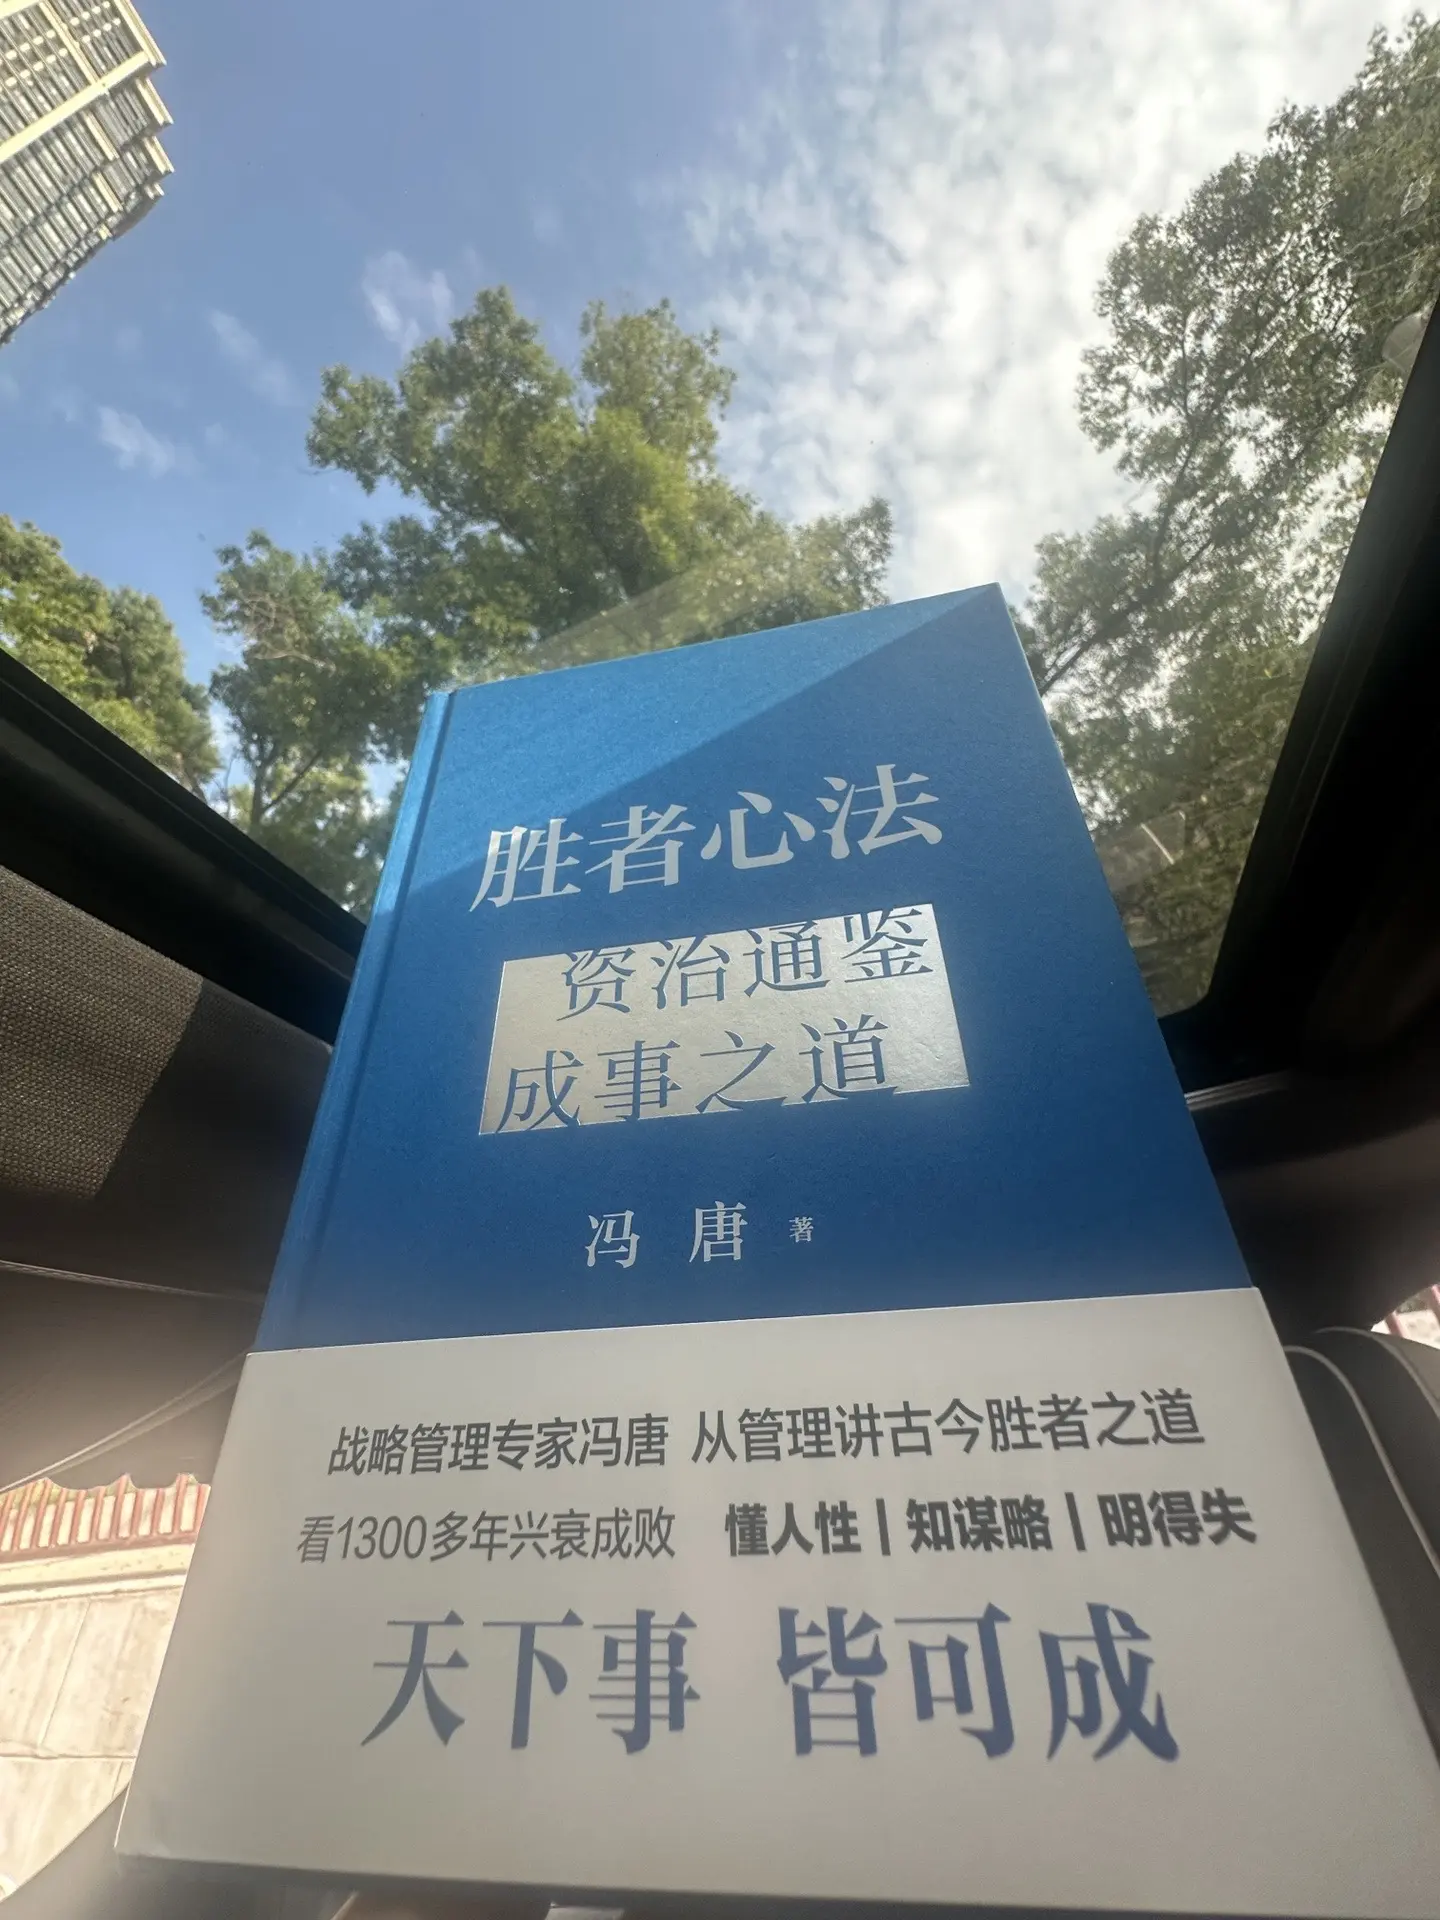 胜者心法
资治通鉴
成事之道
冯唐 著
战略管理专家冯唐 从管理讲古今胜者之道
看1300多年兴衰成败 懂人性|知谋略|明得失
天下事 皆可成